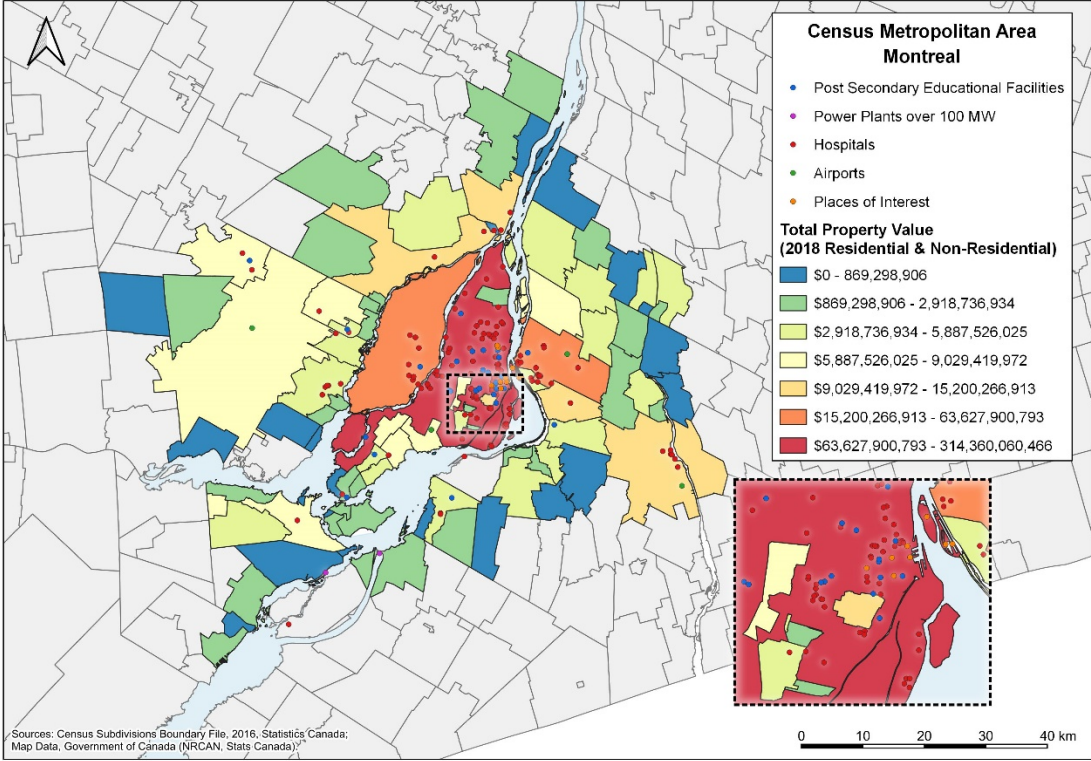 Census Metropolitan Area
Montreal
Post Secondary Educational Facilities
Power Plants over 100 MW
Hospitals
Airports
Places of Interest
Total Property Value
(2018 Residential & Non-Residential)
$0 - 869,298,906
$869,298,906 - 2,918,736,934
$2,918,736,934 - 5,887,526,025
$5,887,526,025 - 9,029,419,972
$9,029,419,972 - 15,200,266,913
$15,200,266,913 - 63,627,900,793
$63,627,900,793 - 314,360,060,466
Sources: Census Subdivisions Boundary File, 2016, Statistics Canada;
Map Data, Government of Canada (NRCAN, Stats Canada).
0 10 20 30 40 km